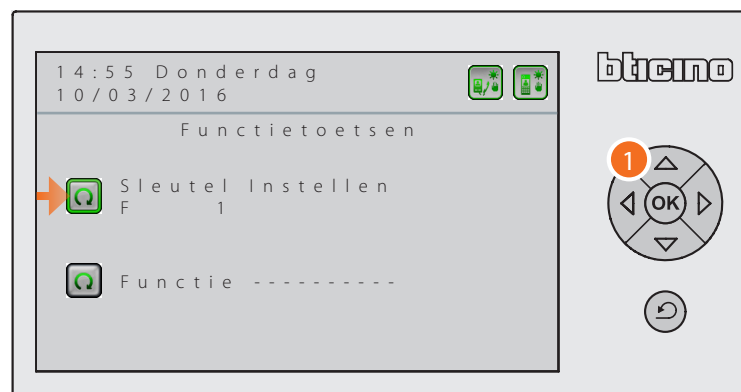 14:55 Donderdag
10/03/2016
bticino
Functietoetsen
1
Sleutel Instellen
F 1
OK
Functie ----------